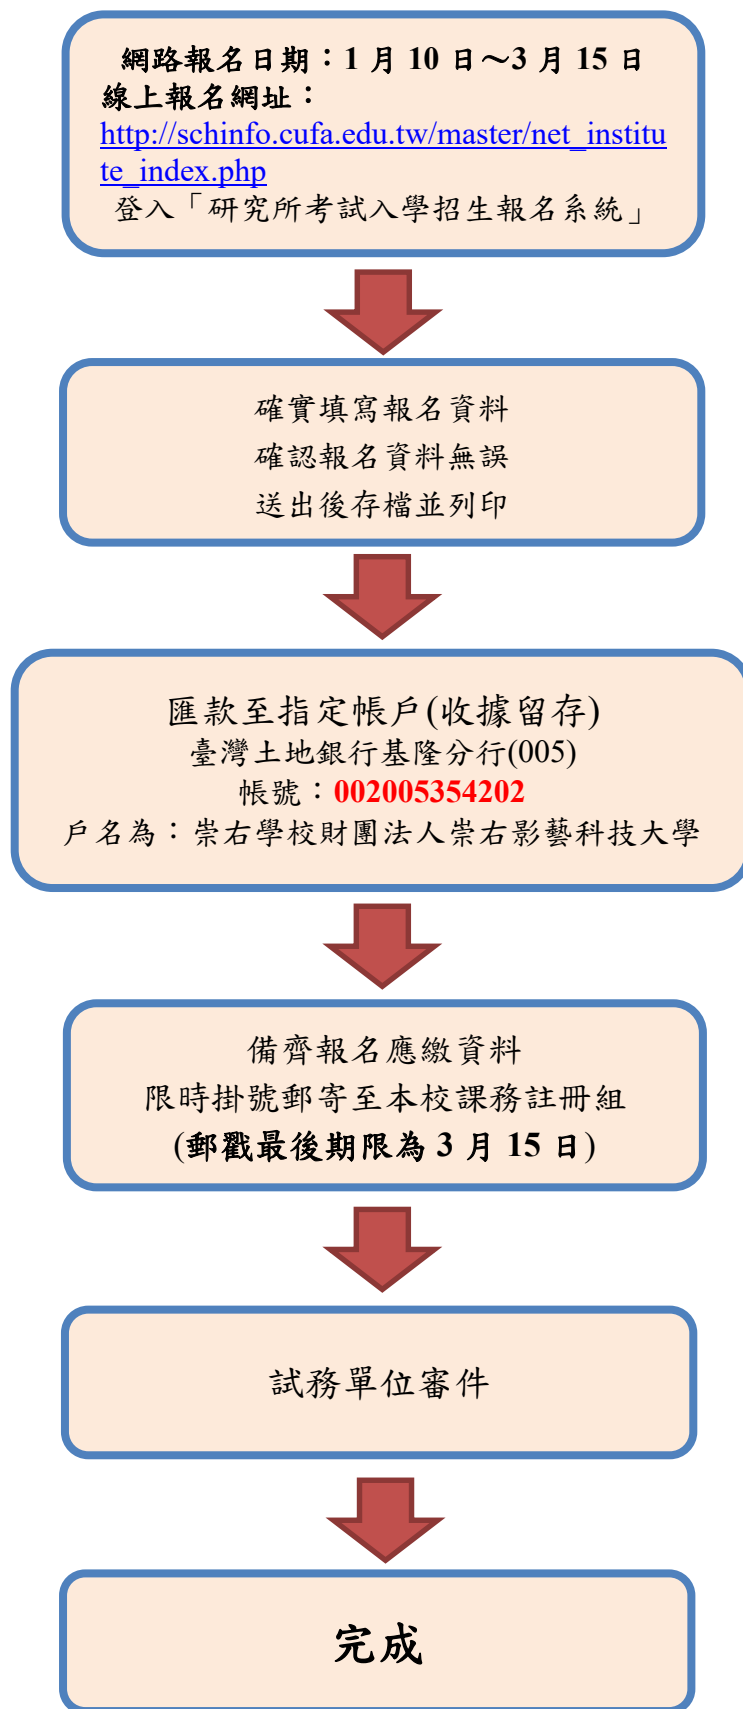 網路報名日期：1 月 10 日～3 月 15 日
線上報名網址：
http://schinfo.cufa.edu.tw/master/net_institu
te_index.php
登入「研究所考試入學招生報名系統」
確實填寫報名資料
確認報名資料無誤
送出後存檔並列印
匯款至指定帳戶(收據留存)
臺灣土地銀行基隆分行(005)
帳號：002005354202
戶名為：崇右學校財團法人崇右影藝科技大學
備齊報名應繳資料
限時掛號郵寄至本校課務註冊組
(郵戳最後期限為 3 月 15 日)
試務單位審件
完成